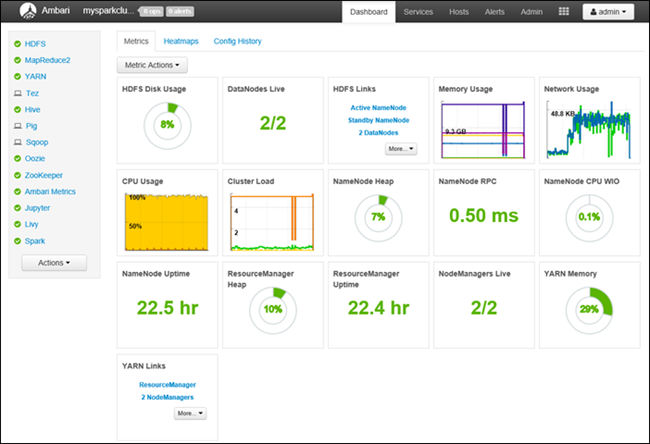 Ambari mysparkclu... 0 ops 0 alerts Dashboard Services Hosts Alerts Admin admin
HDFS
MapReduce2
YARN
Tez
Hive
Pig
Sqoop
Oozie
ZooKeeper
Ambari Metrics
Jupyter
Livy
Spark
Actions
Metrics Heatmaps Config History
Metric Actions
HDFS Disk Usage
8%
DataNodes Live
2/2
HDFS Links
Active NameNode
Standby NameNode
2 DataNodes
More...
Memory Usage
9.3 GB
Network Usage
48.8 KB
CPU Usage
100%
50%
Cluster Load
4
2
NameNode Heap
7%
NameNode RPC
0.50 ms
NameNode CPU WIO
0.1%
NameNode Uptime
22.5 hr
ResourceManager
Heap
10%
ResourceManager
Uptime
22.4 hr
NodeManagers Live
2/2
YARN Memory
29%
YARN Links
ResourceManager
2 NodeManagers
More...